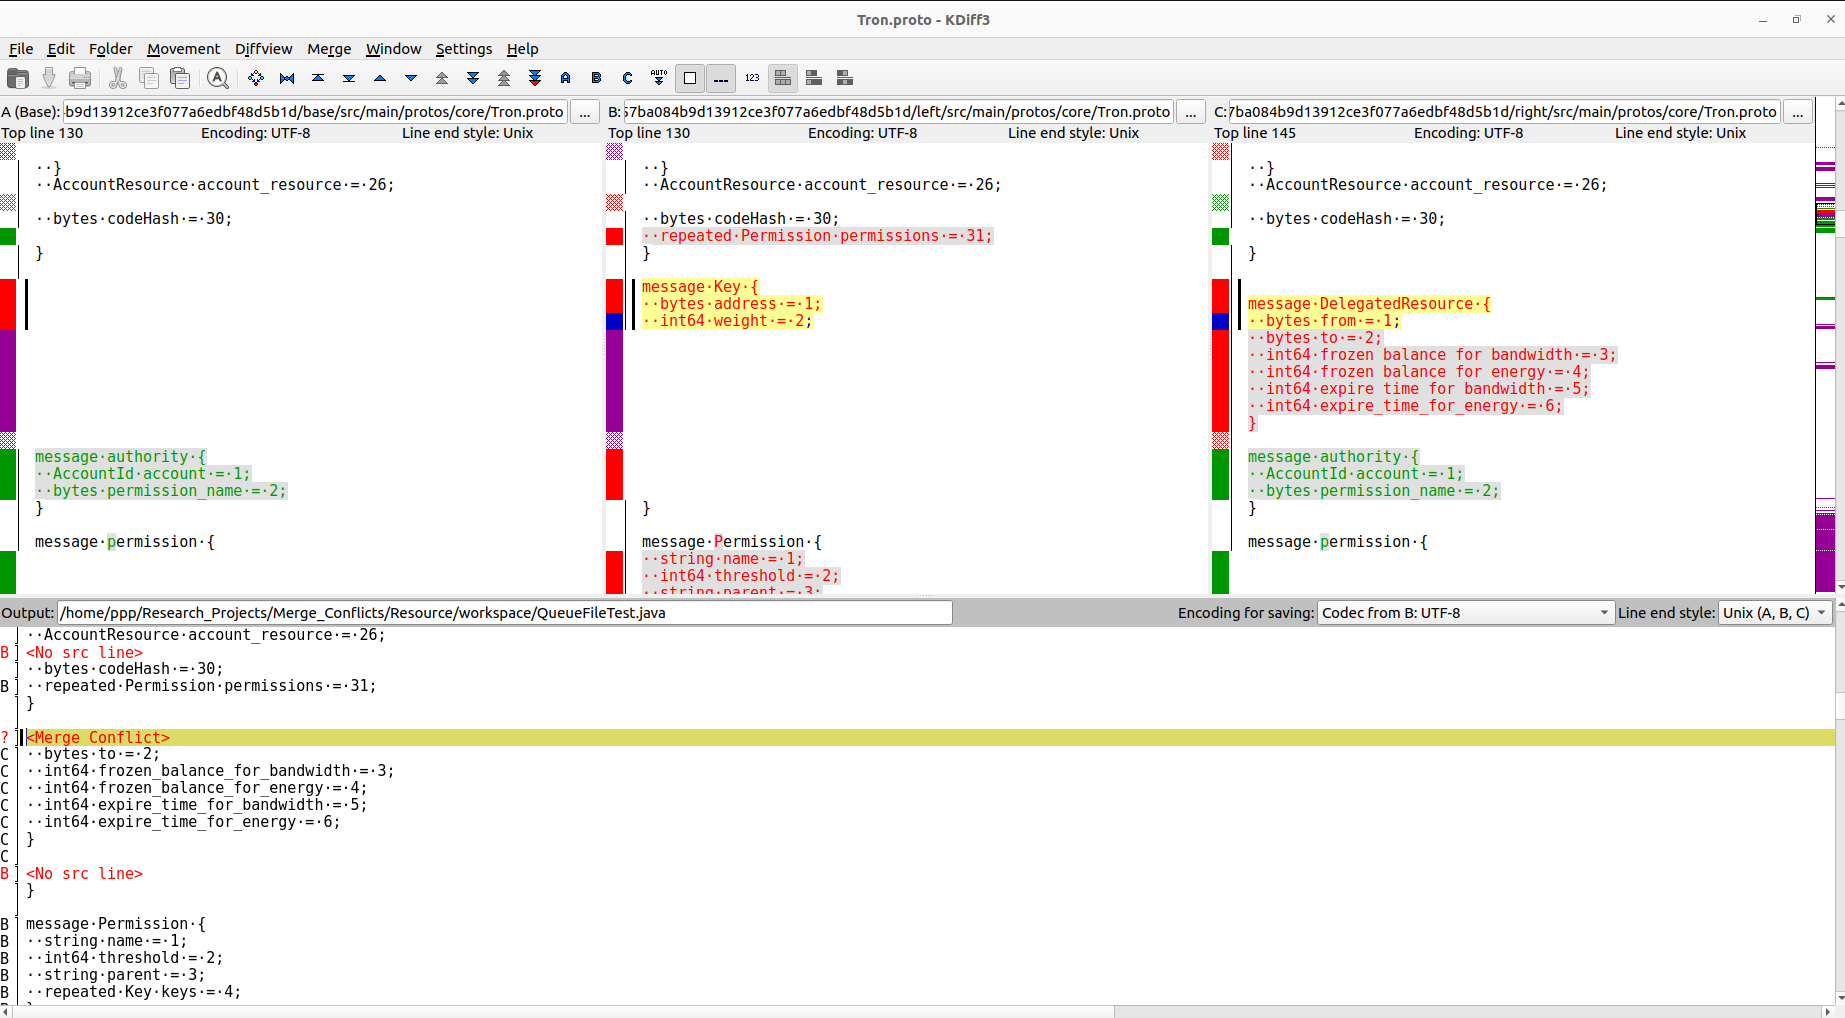 Tron.proto - KDiff3
File Edit Folder Movement Diffview Merge Window Settings Help
A B C AUTO 123
A (Base): b9d13912ce3f077a6edbf48d5b1d/base/src/main/protos/core/Tron.proto ...
Top line 130 Encoding: UTF-8 Line end style: Unix
··}
··AccountResource·account_resource·=·26;
··bytes·codeHash·=·30;
}
message·authority·{
··AccountId·account·=·1;
··bytes·permission_name·=·2;
}
message·permission·{
B: 57ba084b9d13912ce3f077a6edbf48d5b1d/left/src/main/protos/core/Tron.proto ...
Top line 130 Encoding: UTF-8 Line end style: Unix
··}
··AccountResource·account_resource·=·26;
··bytes·codeHash·=·30;
··repeated·Permission·permissions·=·31;
}
message·Key·{
··bytes·address·=·1;
··int64·weight·=·2;
}
message·Permission·{
··string·name·=·1;
··int64·threshold·=·2;
··string·parent·=·3;
C: 7ba084b9d13912ce3f077a6edbf48d5b1d/right/src/main/protos/core/Tron.proto ...
Top line 145 Encoding: UTF-8 Line end style: Unix
··}
··AccountResource·account_resource·=·26;
··bytes·codeHash·=·30;
}
message·DelegatedResource·{
··bytes·from·=·1;
··bytes·to·=·2;
··int64·frozen_balance_for_bandwidth·=·3;
··int64·frozen_balance_for_energy·=·4;
··int64·expire_time_for_bandwidth·=·5;
··int64·expire_time_for_energy·=·6;
}
message·authority·{
··AccountId·account·=·1;
··bytes·permission_name·=·2;
}
message·permission·{
Output: /home/ppp/Research_Projects/Merge_Conflicts/Resource/workspace/QueueFileTest.java Encoding for saving: Codec from B: UTF-8 Line end style: Unix (A, B, C)
··AccountResource·account_resource·=·26;
B <No src line>
··bytes·codeHash·=·30;
B ··repeated·Permission·permissions·=·31;
}
? <Merge Conflict>
C ··bytes·to·=·2;
C ··int64·frozen_balance_for_bandwidth·=·3;
C ··int64·frozen_balance_for_energy·=·4;
C ··int64·expire_time_for_bandwidth·=·5;
C ··int64·expire_time_for_energy·=·6;
C }
C
B <No src line>
}
B message·Permission·{
B ··string·name·=·1;
B ··int64·threshold·=·2;
B ··string·parent·=·3;
B ··repeated·Key·keys·=·4;